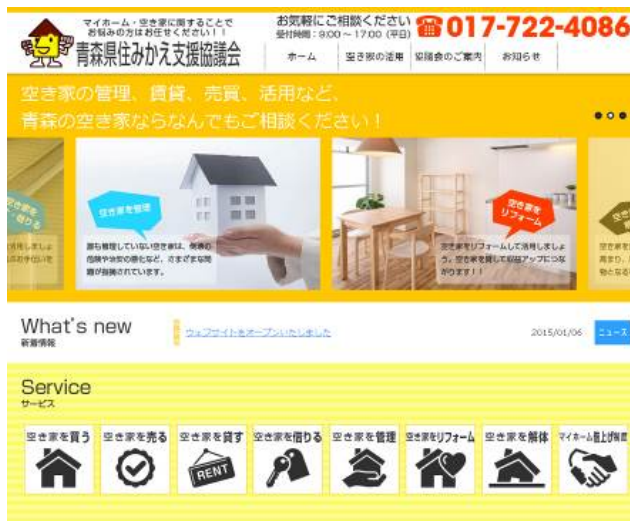 マイホーム・空き家に関することで
お悩みの方はお任せください！！
青森県住みかえ支援協議会
お気軽にご相談ください
受付時間：9:00～17:00（平日）
017-722-4086
ホーム 空き家の活用 協議会のご案内 お知らせ
空き家の管理、賃貸、売買、活用など、
青森の空き家ならなんでもご相談ください！
空き家を管理
誰も管理していない空き家は、倒壊の
危険や治安の悪化など、さまざまな問
題が指摘されています。
空き家を
リフォーム
空き家をリフォームして活用しましょ
う。空き家を貸して収益アップにつな
がります！！
What's new
新着情報
ウェブサイトをオープンいたしました
2015/01/06
ニュース
Service
サービス
空き家を買う
空き家を売る
空き家を貸す
空き家を借りる
空き家を管理
空き家をリフォーム
空き家を解体
マイホーム借上げ制度
RENT